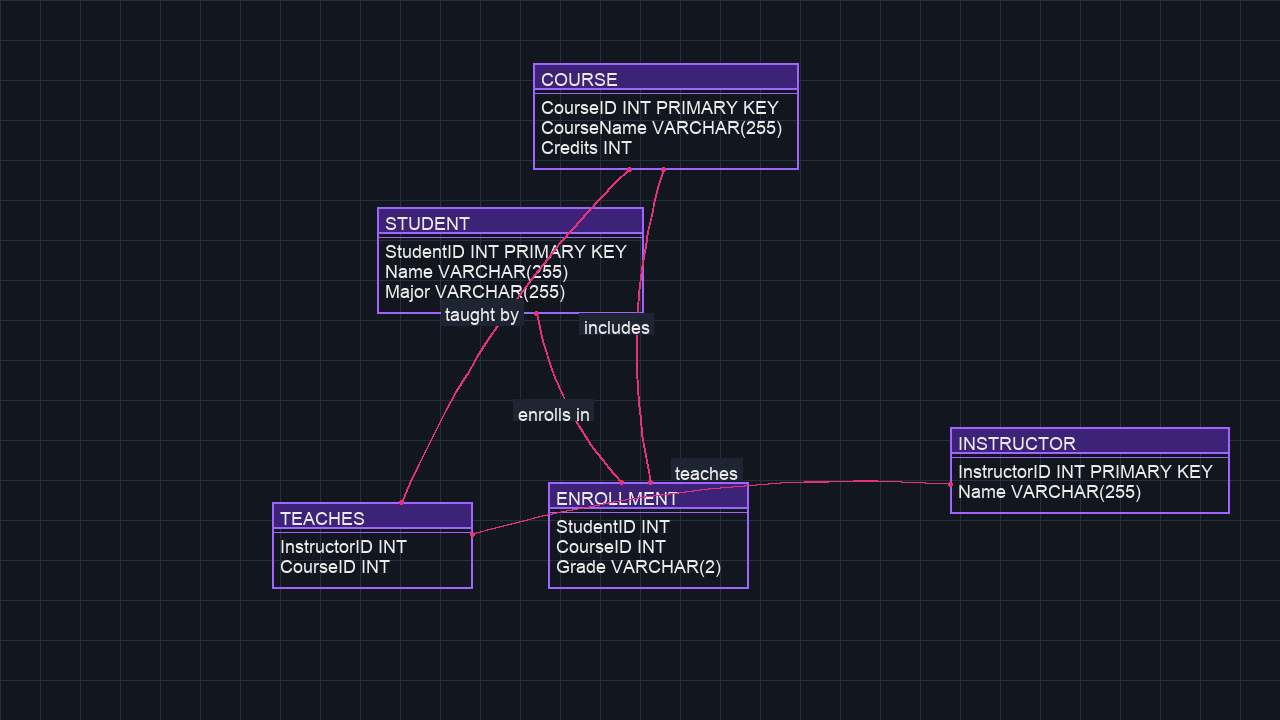 COURSE
CourseID INT PRIMARY KEY
CourseName VARCHAR(255)
Credits INT
STUDENT
StudentID INT PRIMARY KEY
Name VARCHAR(255)
Major VARCHAR(255)
taught by
includes
enrolls in
teaches
INSTRUCTOR
InstructorID INT PRIMARY KEY
Name VARCHAR(255)
TEACHES
InstructorID INT
CourseID INT
ENROLLMENT
StudentID INT
CourseID INT
Grade VARCHAR(2)